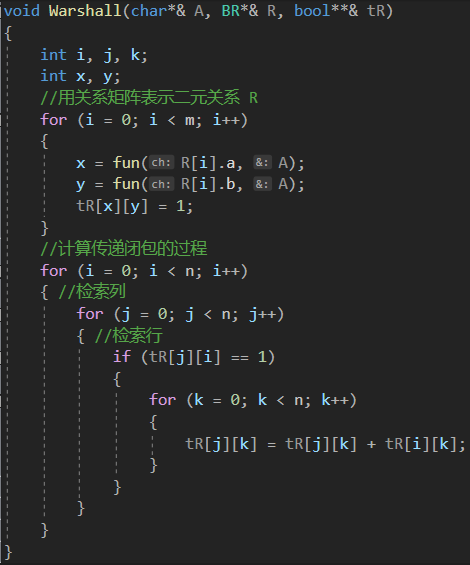 void Warshall(char*& A, BR*& R, bool**& tR)
{
    int i, j, k;
    int x, y;
    //用关系矩阵表示二元关系 R
    for (i = 0; i < m; i++)
    {
        x = fun(ch: R[i].a, &: A);
        y = fun(ch: R[i].b, &: A);
        tR[x][y] = 1;
    }
    //计算传递闭包的过程
    for (i = 0; i < n; i++)
    { //检索列
        for (j = 0; j < n; j++)
        { //检索行
            if (tR[j][i] == 1)
            {
                for (k = 0; k < n; k++)
                {
                    tR[j][k] = tR[j][k] + tR[i][k];
                }
            }
        }
    }
}